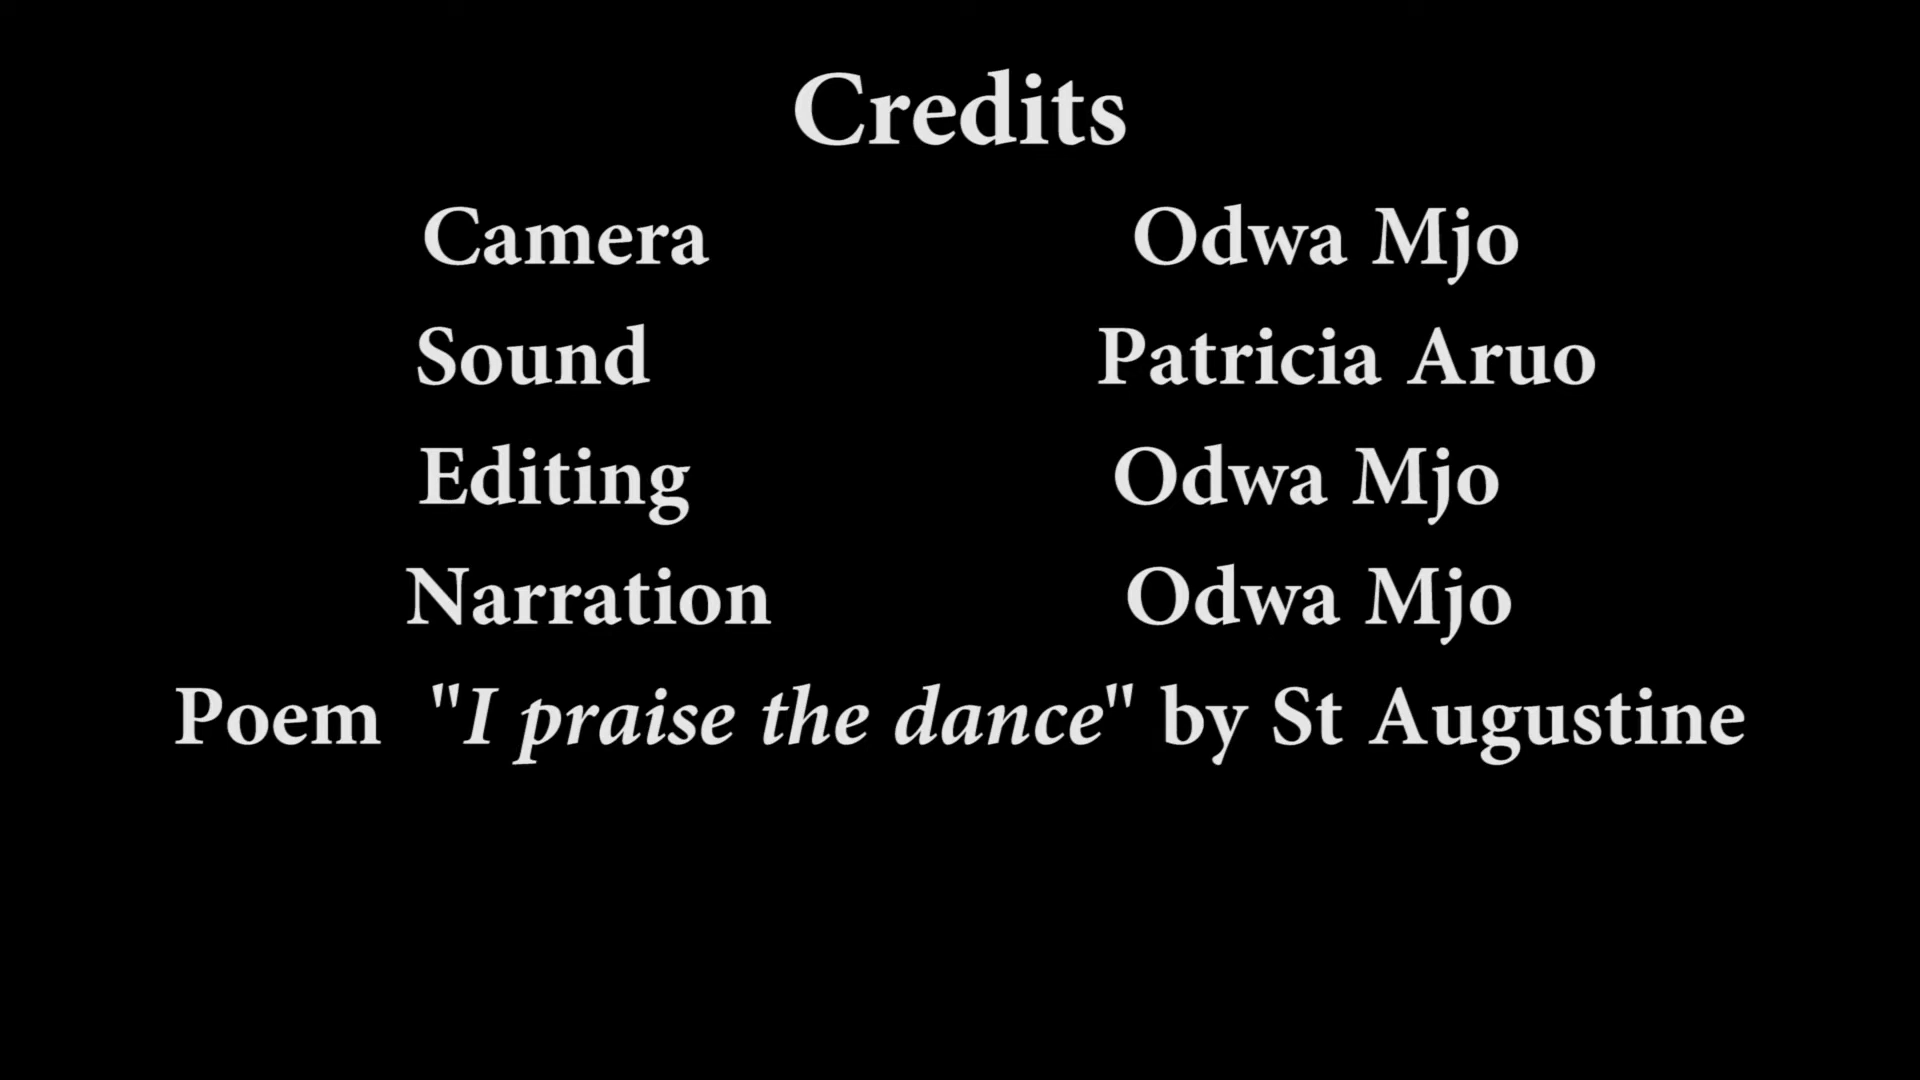 Credits
Camera Odwa Mjo
Sound Patricia Aruo
Editing Odwa Mjo
Narration Odwa Mjo
Poem "I praise the dance" by St Augustine